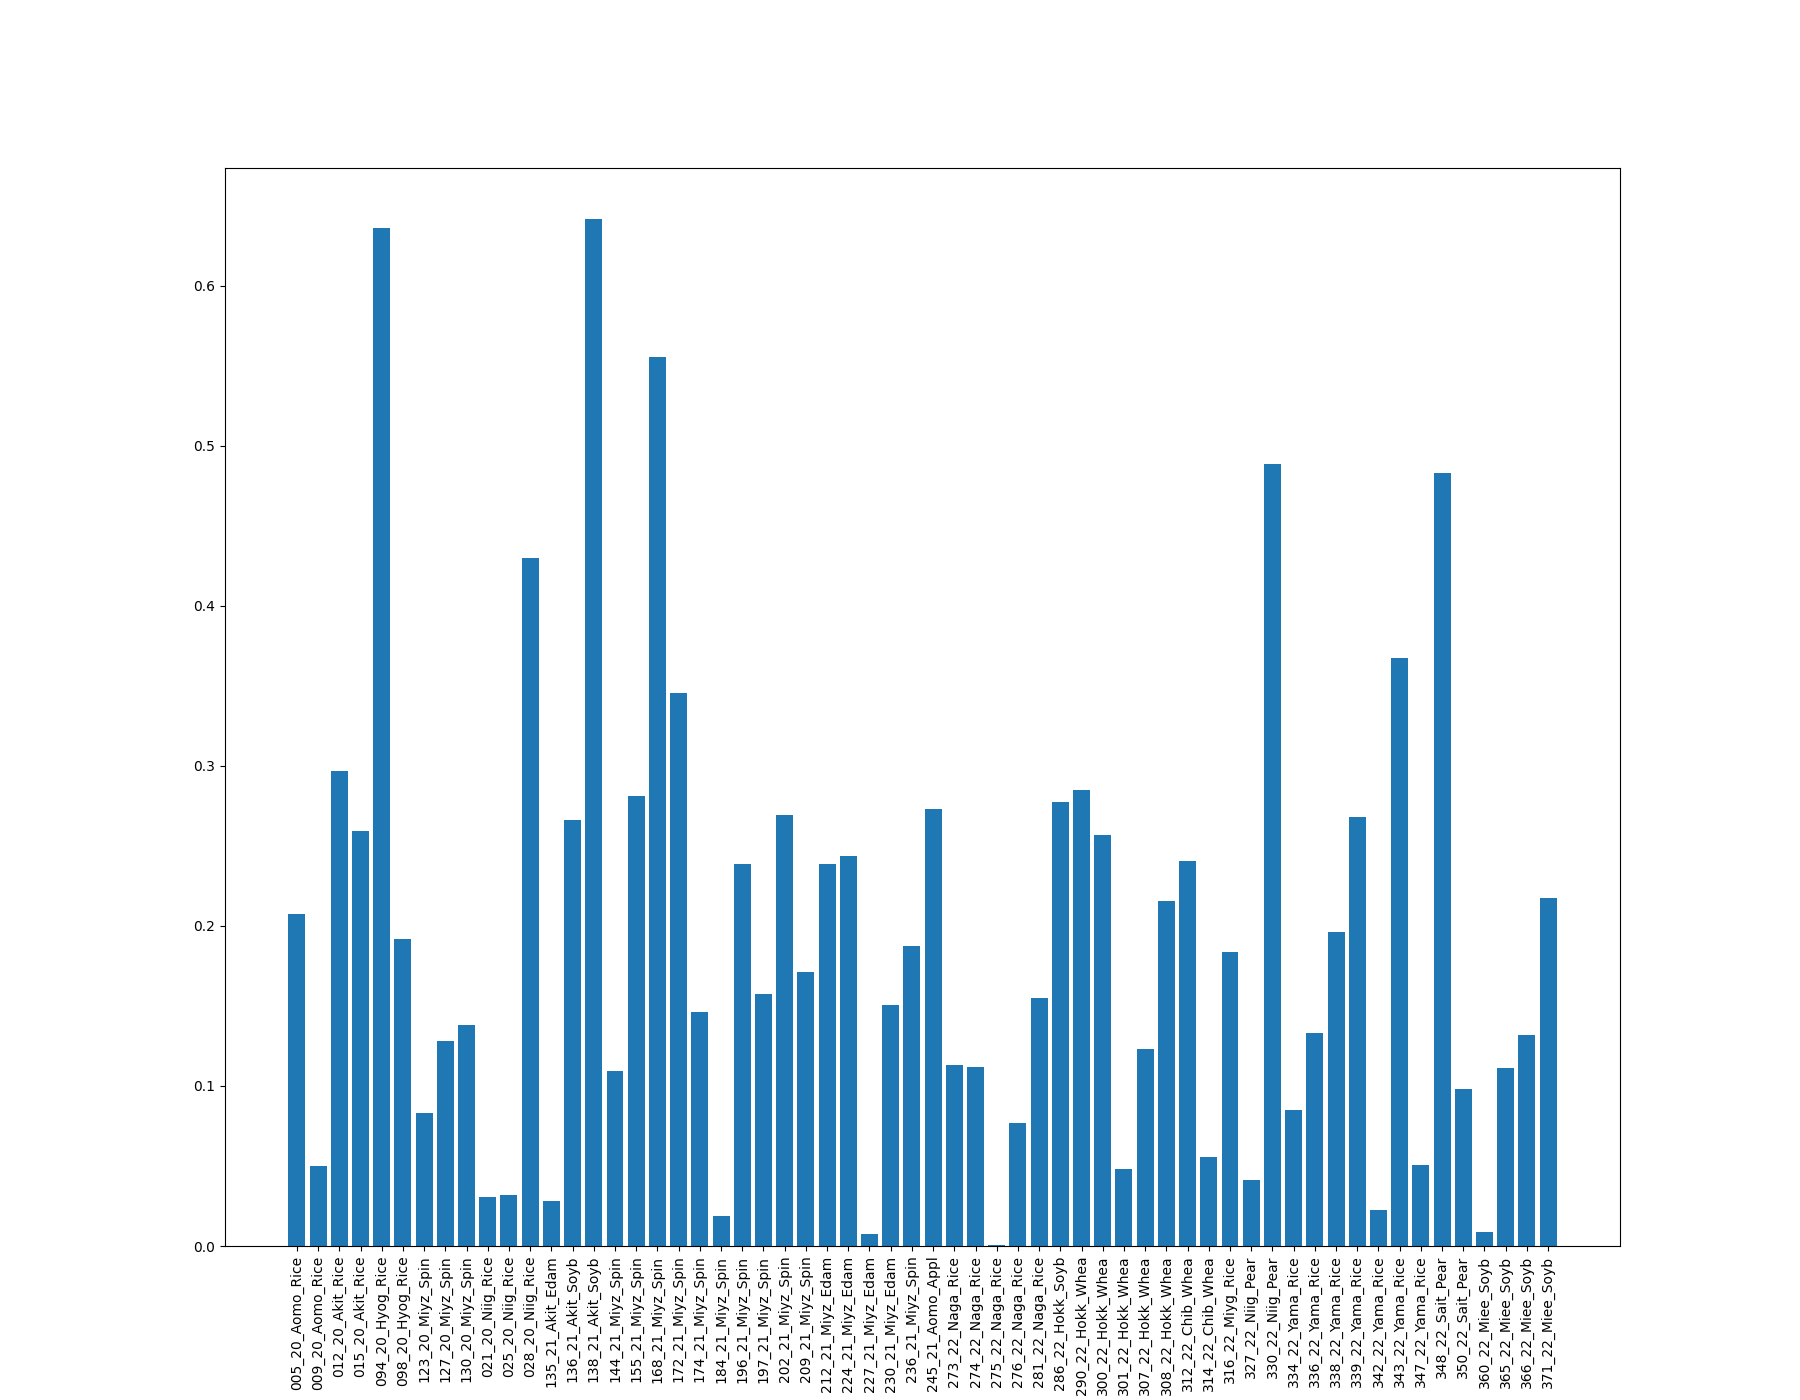 0.6
0.5
0.4
0.3
0.2
0.1
0.0
005_20_Aomo_Rice
009_20_Aomo_Rice
012_20_Akit_Rice
015_20_Akit_Rice
094_20_Hyog_Rice
098_20_Hyog_Rice
123_20_Miyz_Spin
127_20_Miyz_Spin
130_20_Miyz_Spin
021_20_Niig_Rice
025_20_Niig_Rice
028_20_Niig_Rice
135_21_Akit_Edam
136_21_Akit_Soyb
138_21_Akit_Soyb
144_21_Miyz_Spin
155_21_Miyz_Spin
168_21_Miyz_Spin
172_21_Miyz_Spin
174_21_Miyz_Spin
184_21_Miyz_Spin
196_21_Miyz_Spin
197_21_Miyz_Spin
202_21_Miyz_Spin
209_21_Miyz_Spin
212_21_Miyz_Edam
224_21_Miyz_Edam
227_21_Miyz_Edam
230_21_Miyz_Edam
236_21_Miyz_Spin
245_21_Aomo_Appl
273_22_Naga_Rice
274_22_Naga_Rice
275_22_Naga_Rice
276_22_Naga_Rice
281_22_Naga_Rice
286_22_Hokk_Soyb
290_22_Hokk_Whea
300_22_Hokk_Whea
301_22_Hokk_Whea
307_22_Hokk_Whea
308_22_Hokk_Whea
312_22_Chib_Whea
314_22_Chib_Whea
316_22_Miyg_Rice
327_22_Niig_Pear
330_22_Niig_Pear
334_22_Yama_Rice
336_22_Yama_Rice
338_22_Yama_Rice
339_22_Yama_Rice
342_22_Yama_Rice
343_22_Yama_Rice
347_22_Yama_Rice
348_22_Sait_Pear
350_22_Sait_Pear
360_22_Miee_Soyb
365_22_Miee_Soyb
366_22_Miee_Soyb
371_22_Miee_Soyb